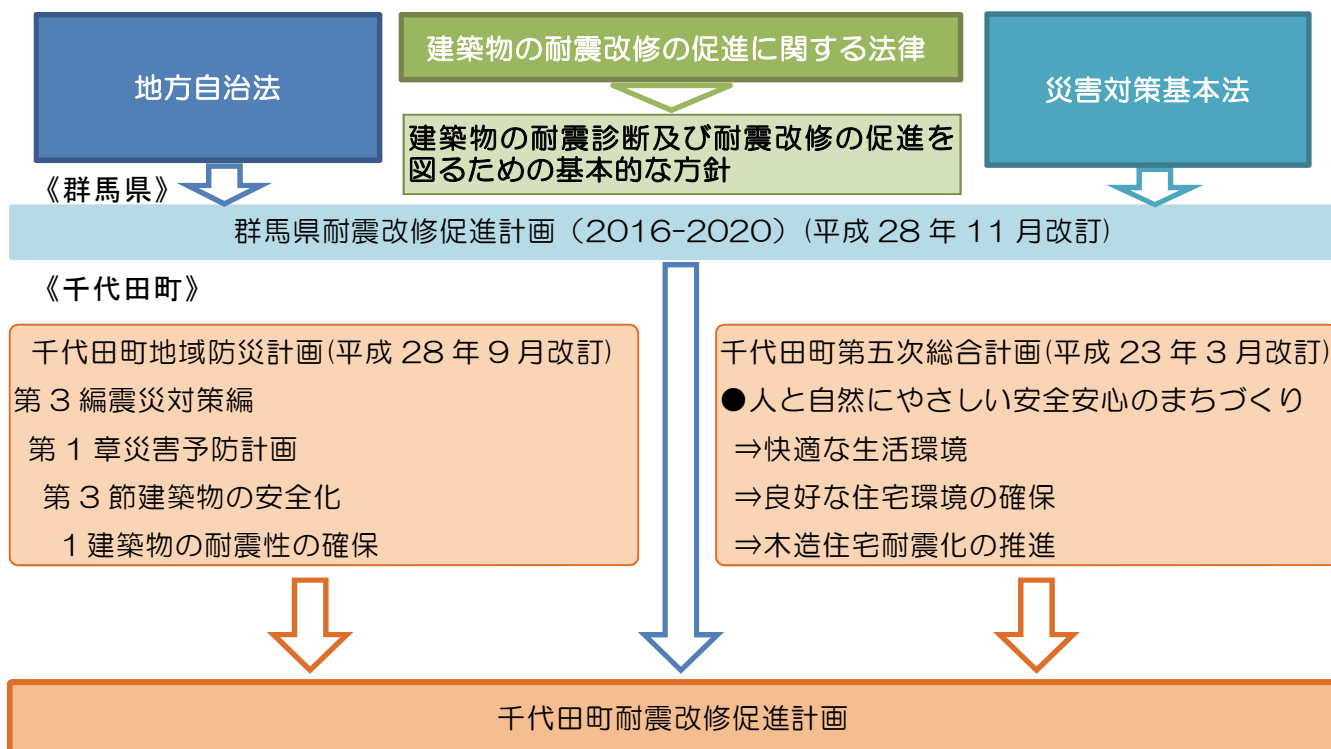 地方自治法
建築物の耐震改修の促進に関する法律
災害対策基本法
建築物の耐震診断及び耐震改修の促進を
図るための基本的な方針
《群馬県》
群馬県耐震改修促進計画（2016-2020）(平成 28 年 11 月改訂)
《千代田町》
千代田町地域防災計画(平成 28 年 9 月改訂)
第 3 編震災対策編
第 1 章災害予防計画
第 3 節建築物の安全化
1 建築物の耐震性の確保
千代田町第五次総合計画(平成 23 年 3 月改訂)
●人と自然にやさしい安全安心のまちづくり
⇒快適な生活環境
⇒良好な住宅環境の確保
⇒木造住宅耐震化の推進
千代田町耐震改修促進計画